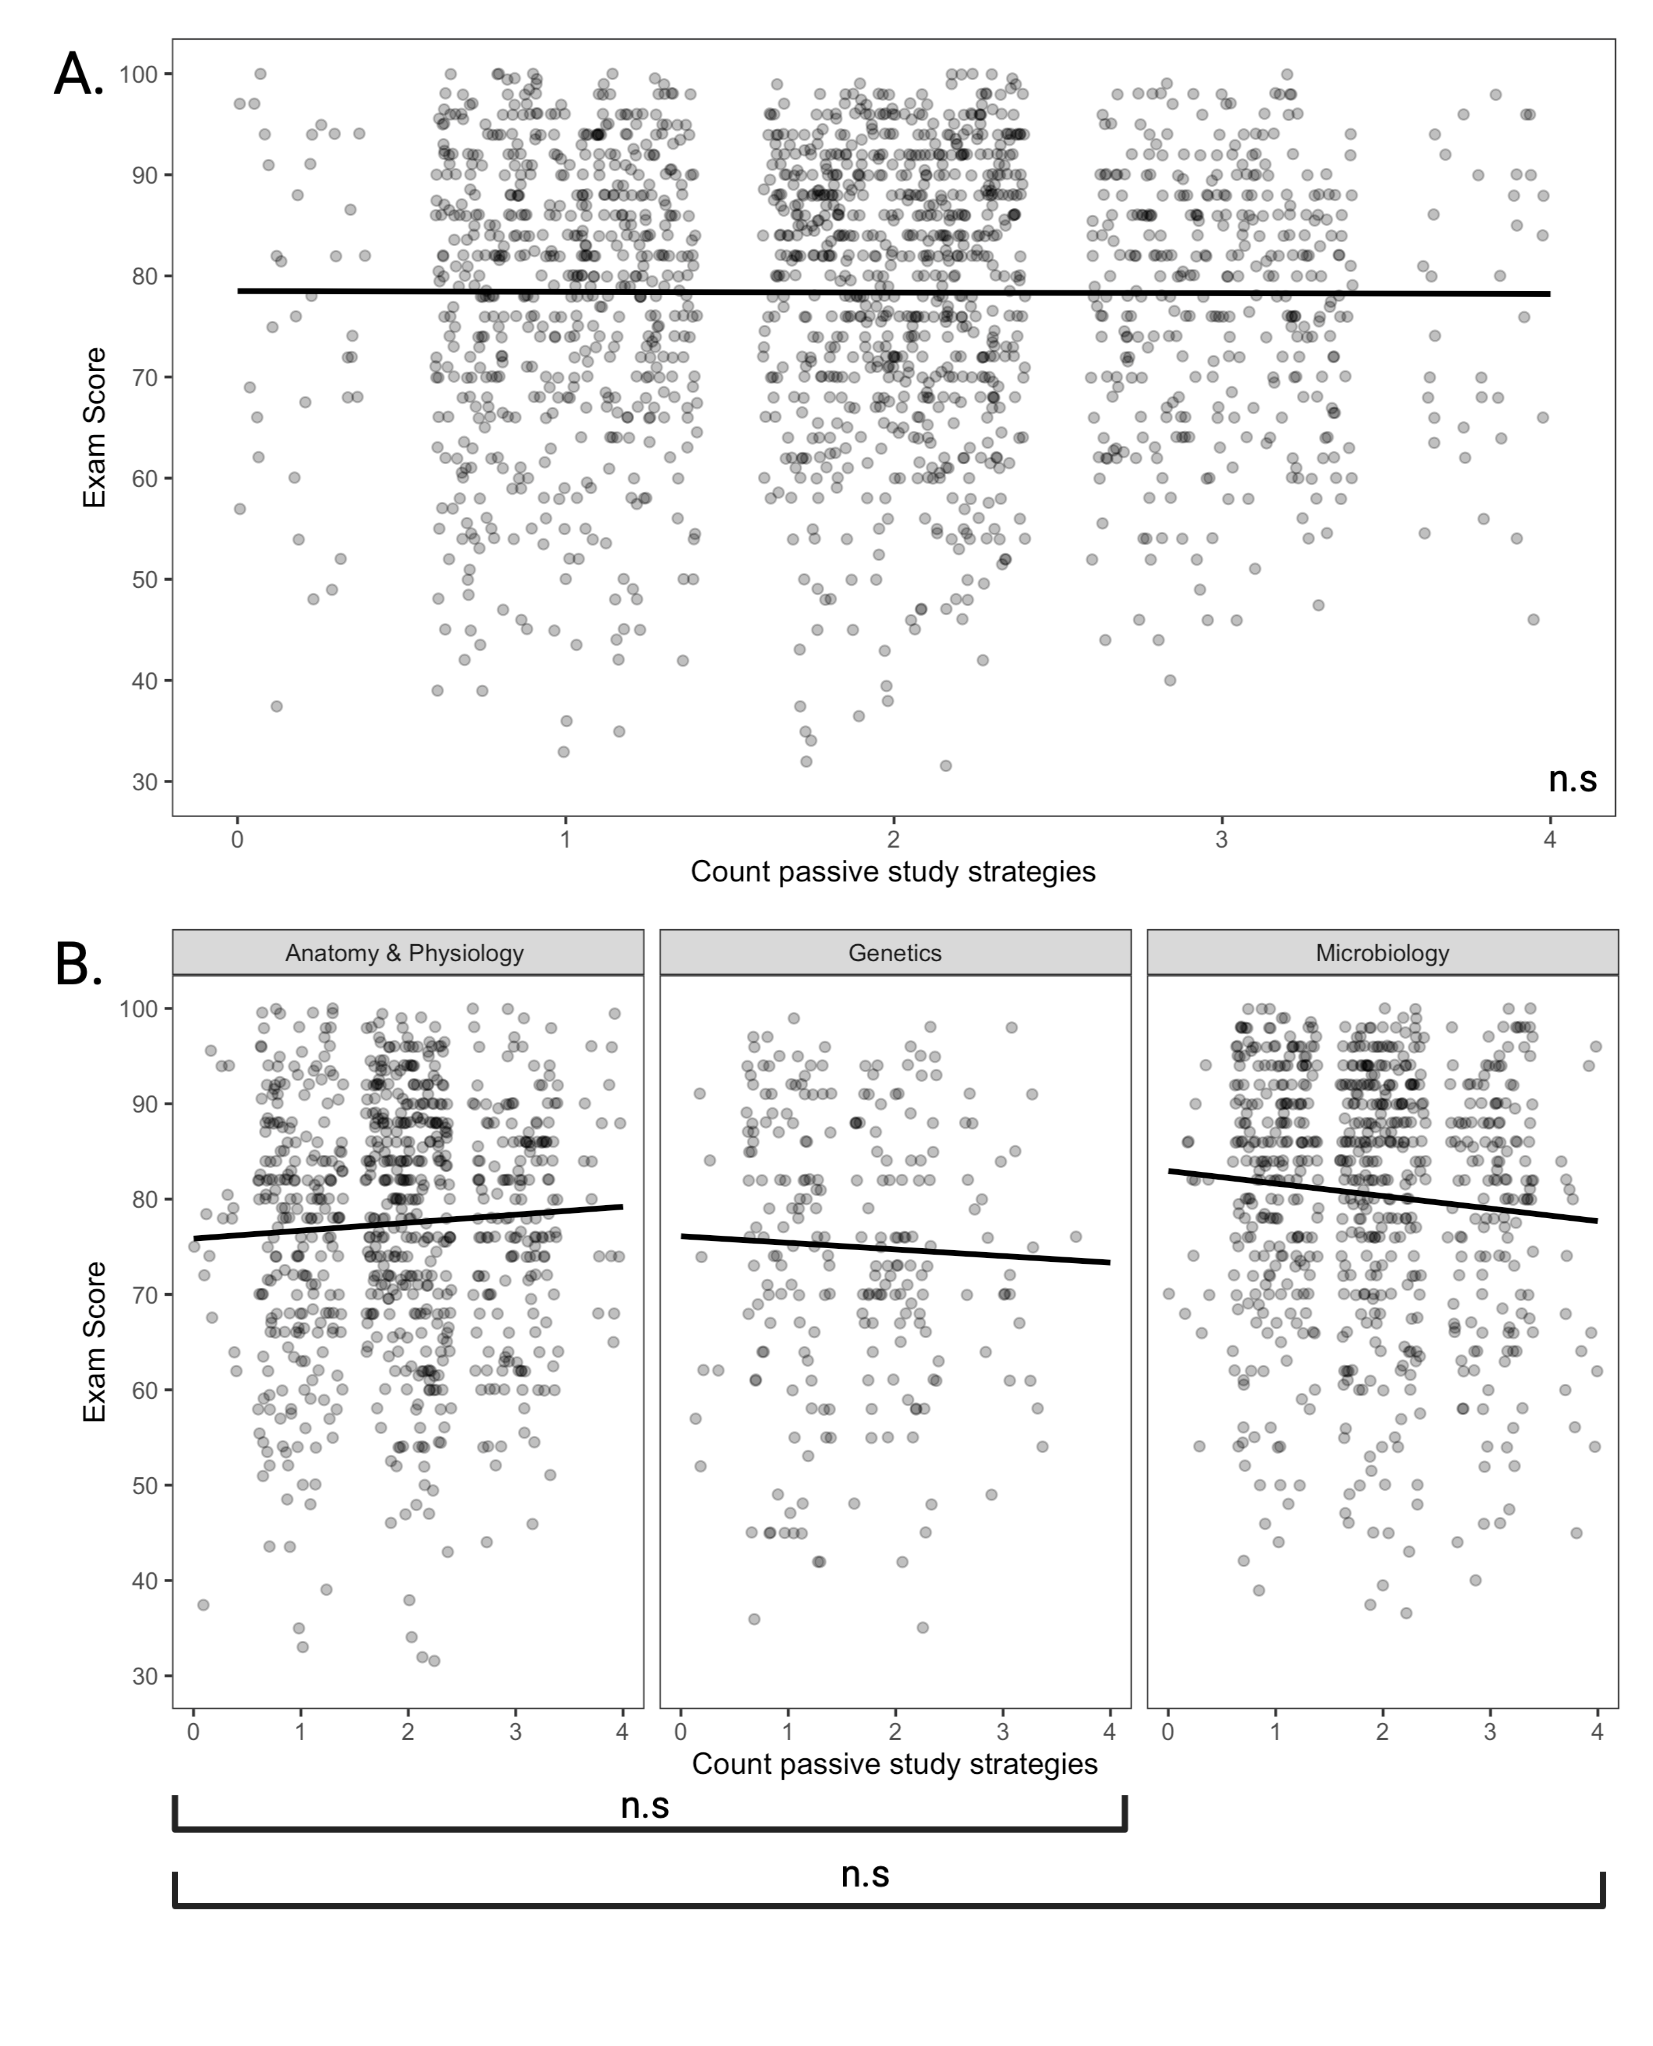 A.
100
90
80
70
60
50
40
30
Exam Score
n.s
0 1 2 3 4
Count passive study strategies
B.
Anatomy & Physiology Genetics Microbiology
100
90
80
70
60
50
40
30
Exam Score
0 1 2 3 4 0 1 2 3 4 0 1 2 3 4
Count passive study strategies
n.s
n.s